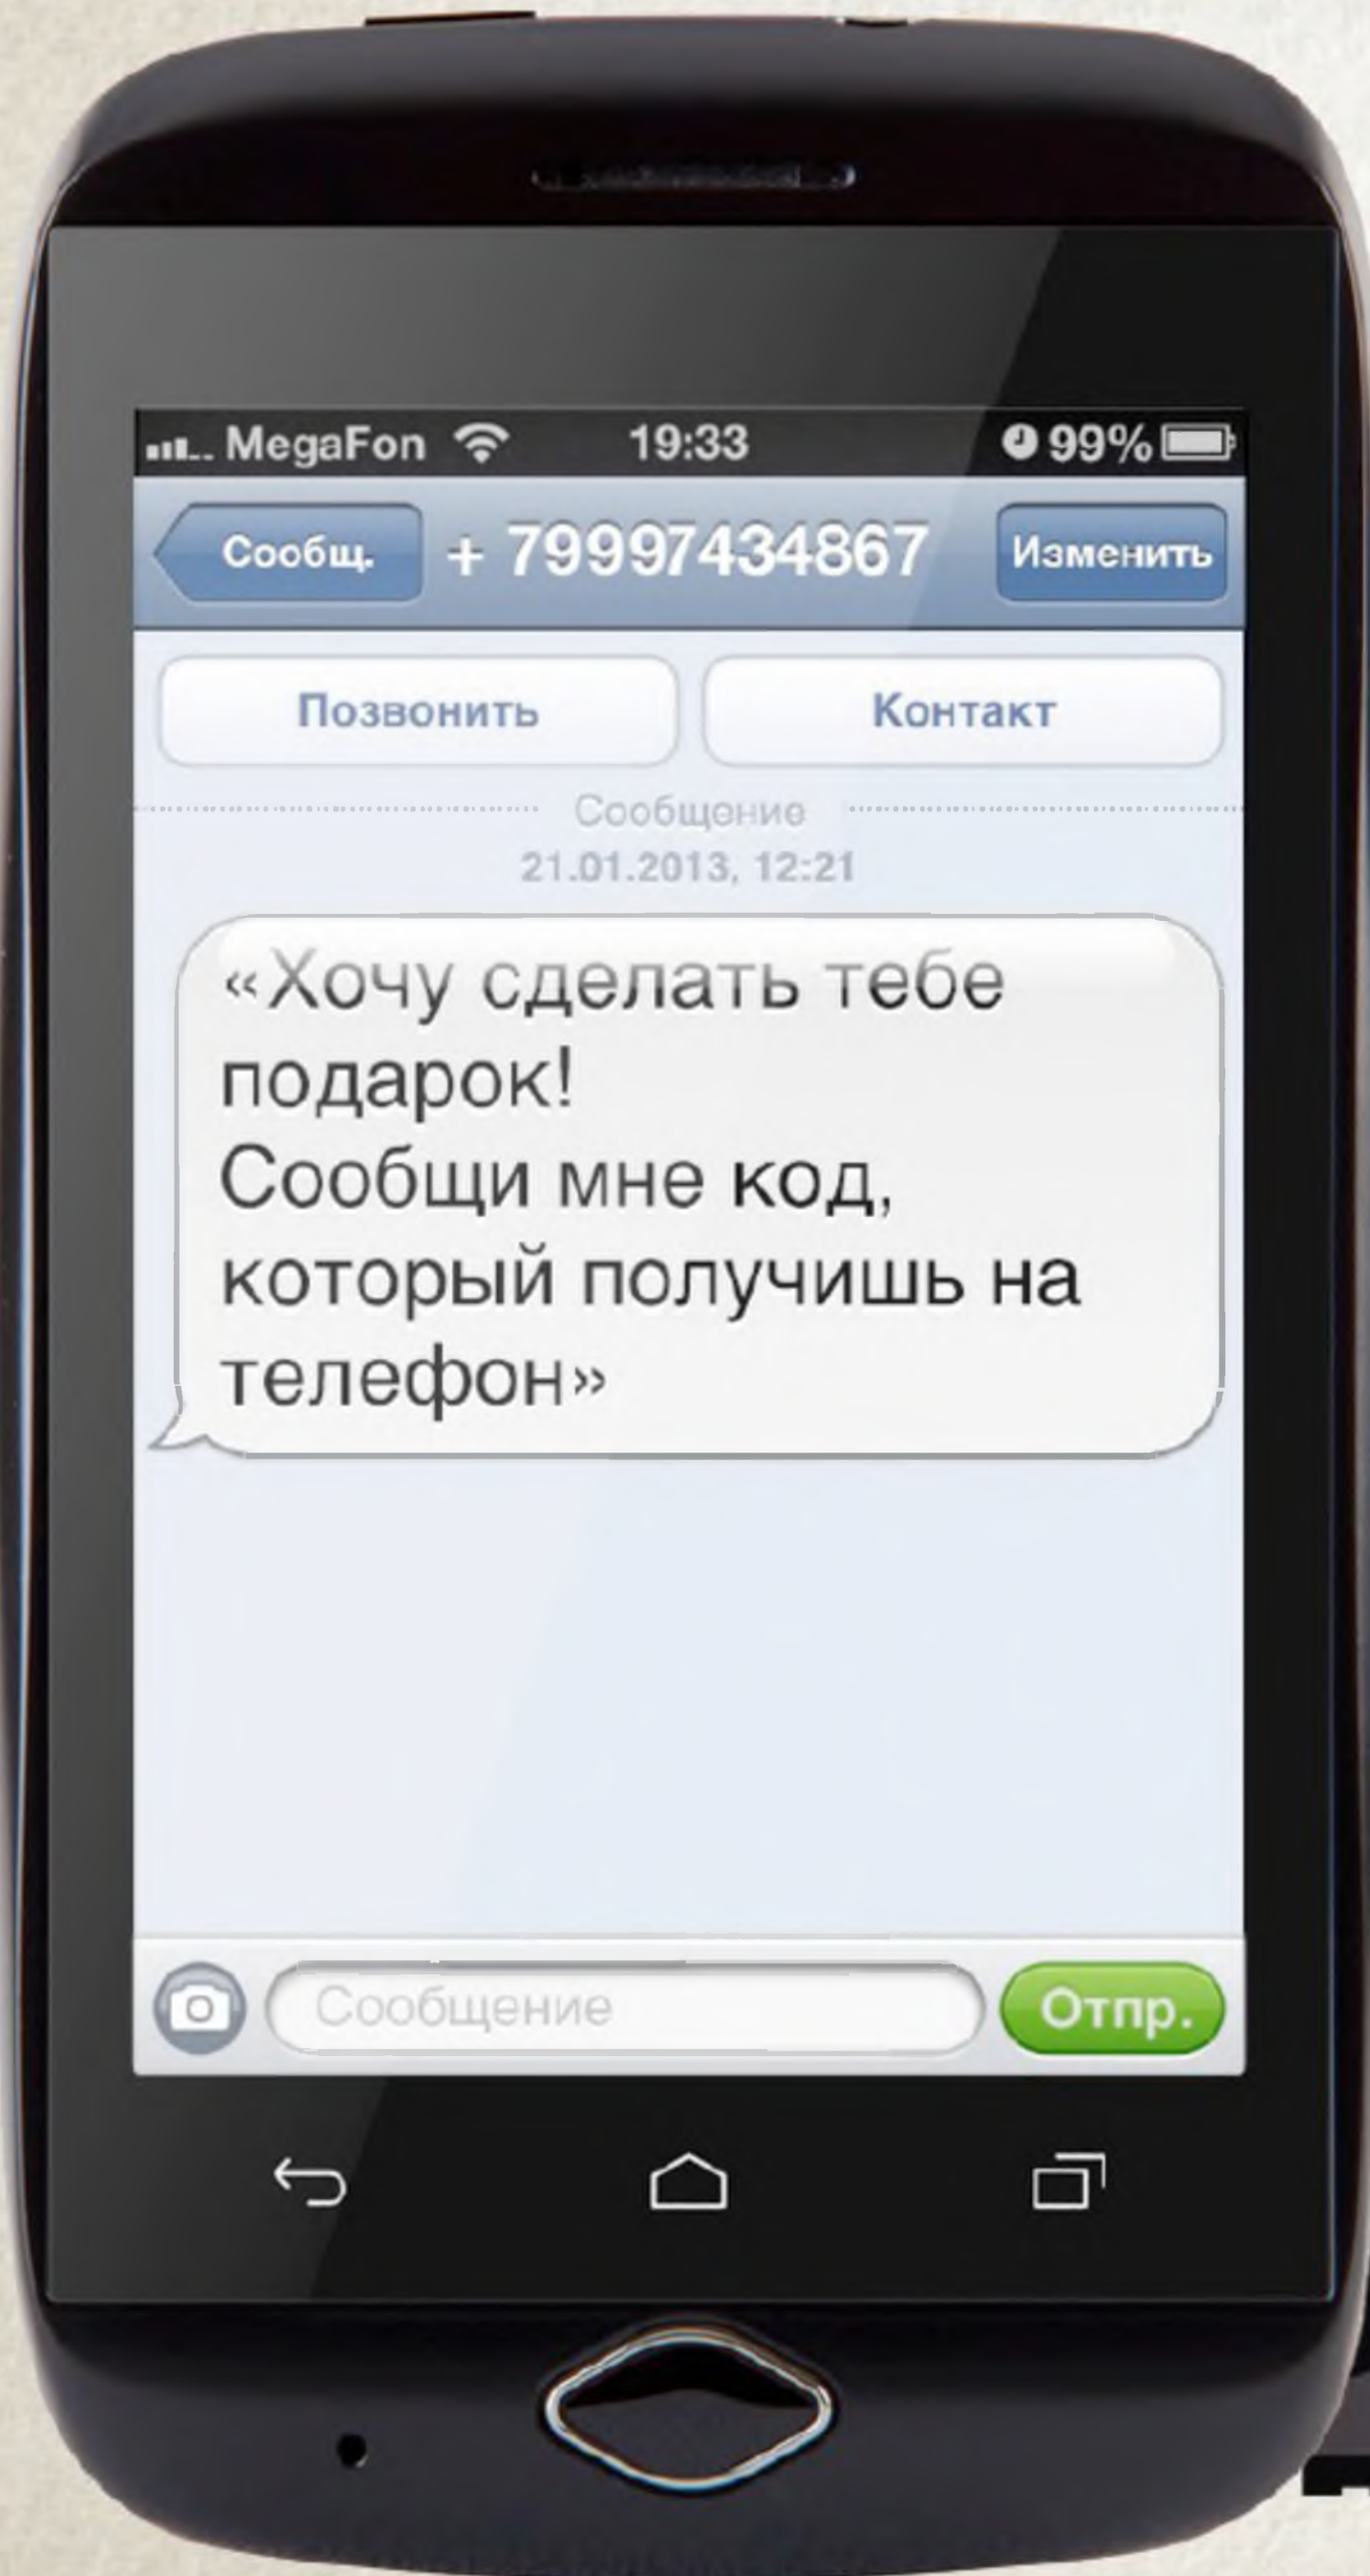 MegaFon 19:33 99%
Сообщ. + 79997434867 Изменить
Позвонить Контакт
Сообщение
21.01.2013, 12:21
«Хочу сделать тебе
подарок!
Сообщи мне код,
который получишь на
телефон»
Сообщение Отпр.